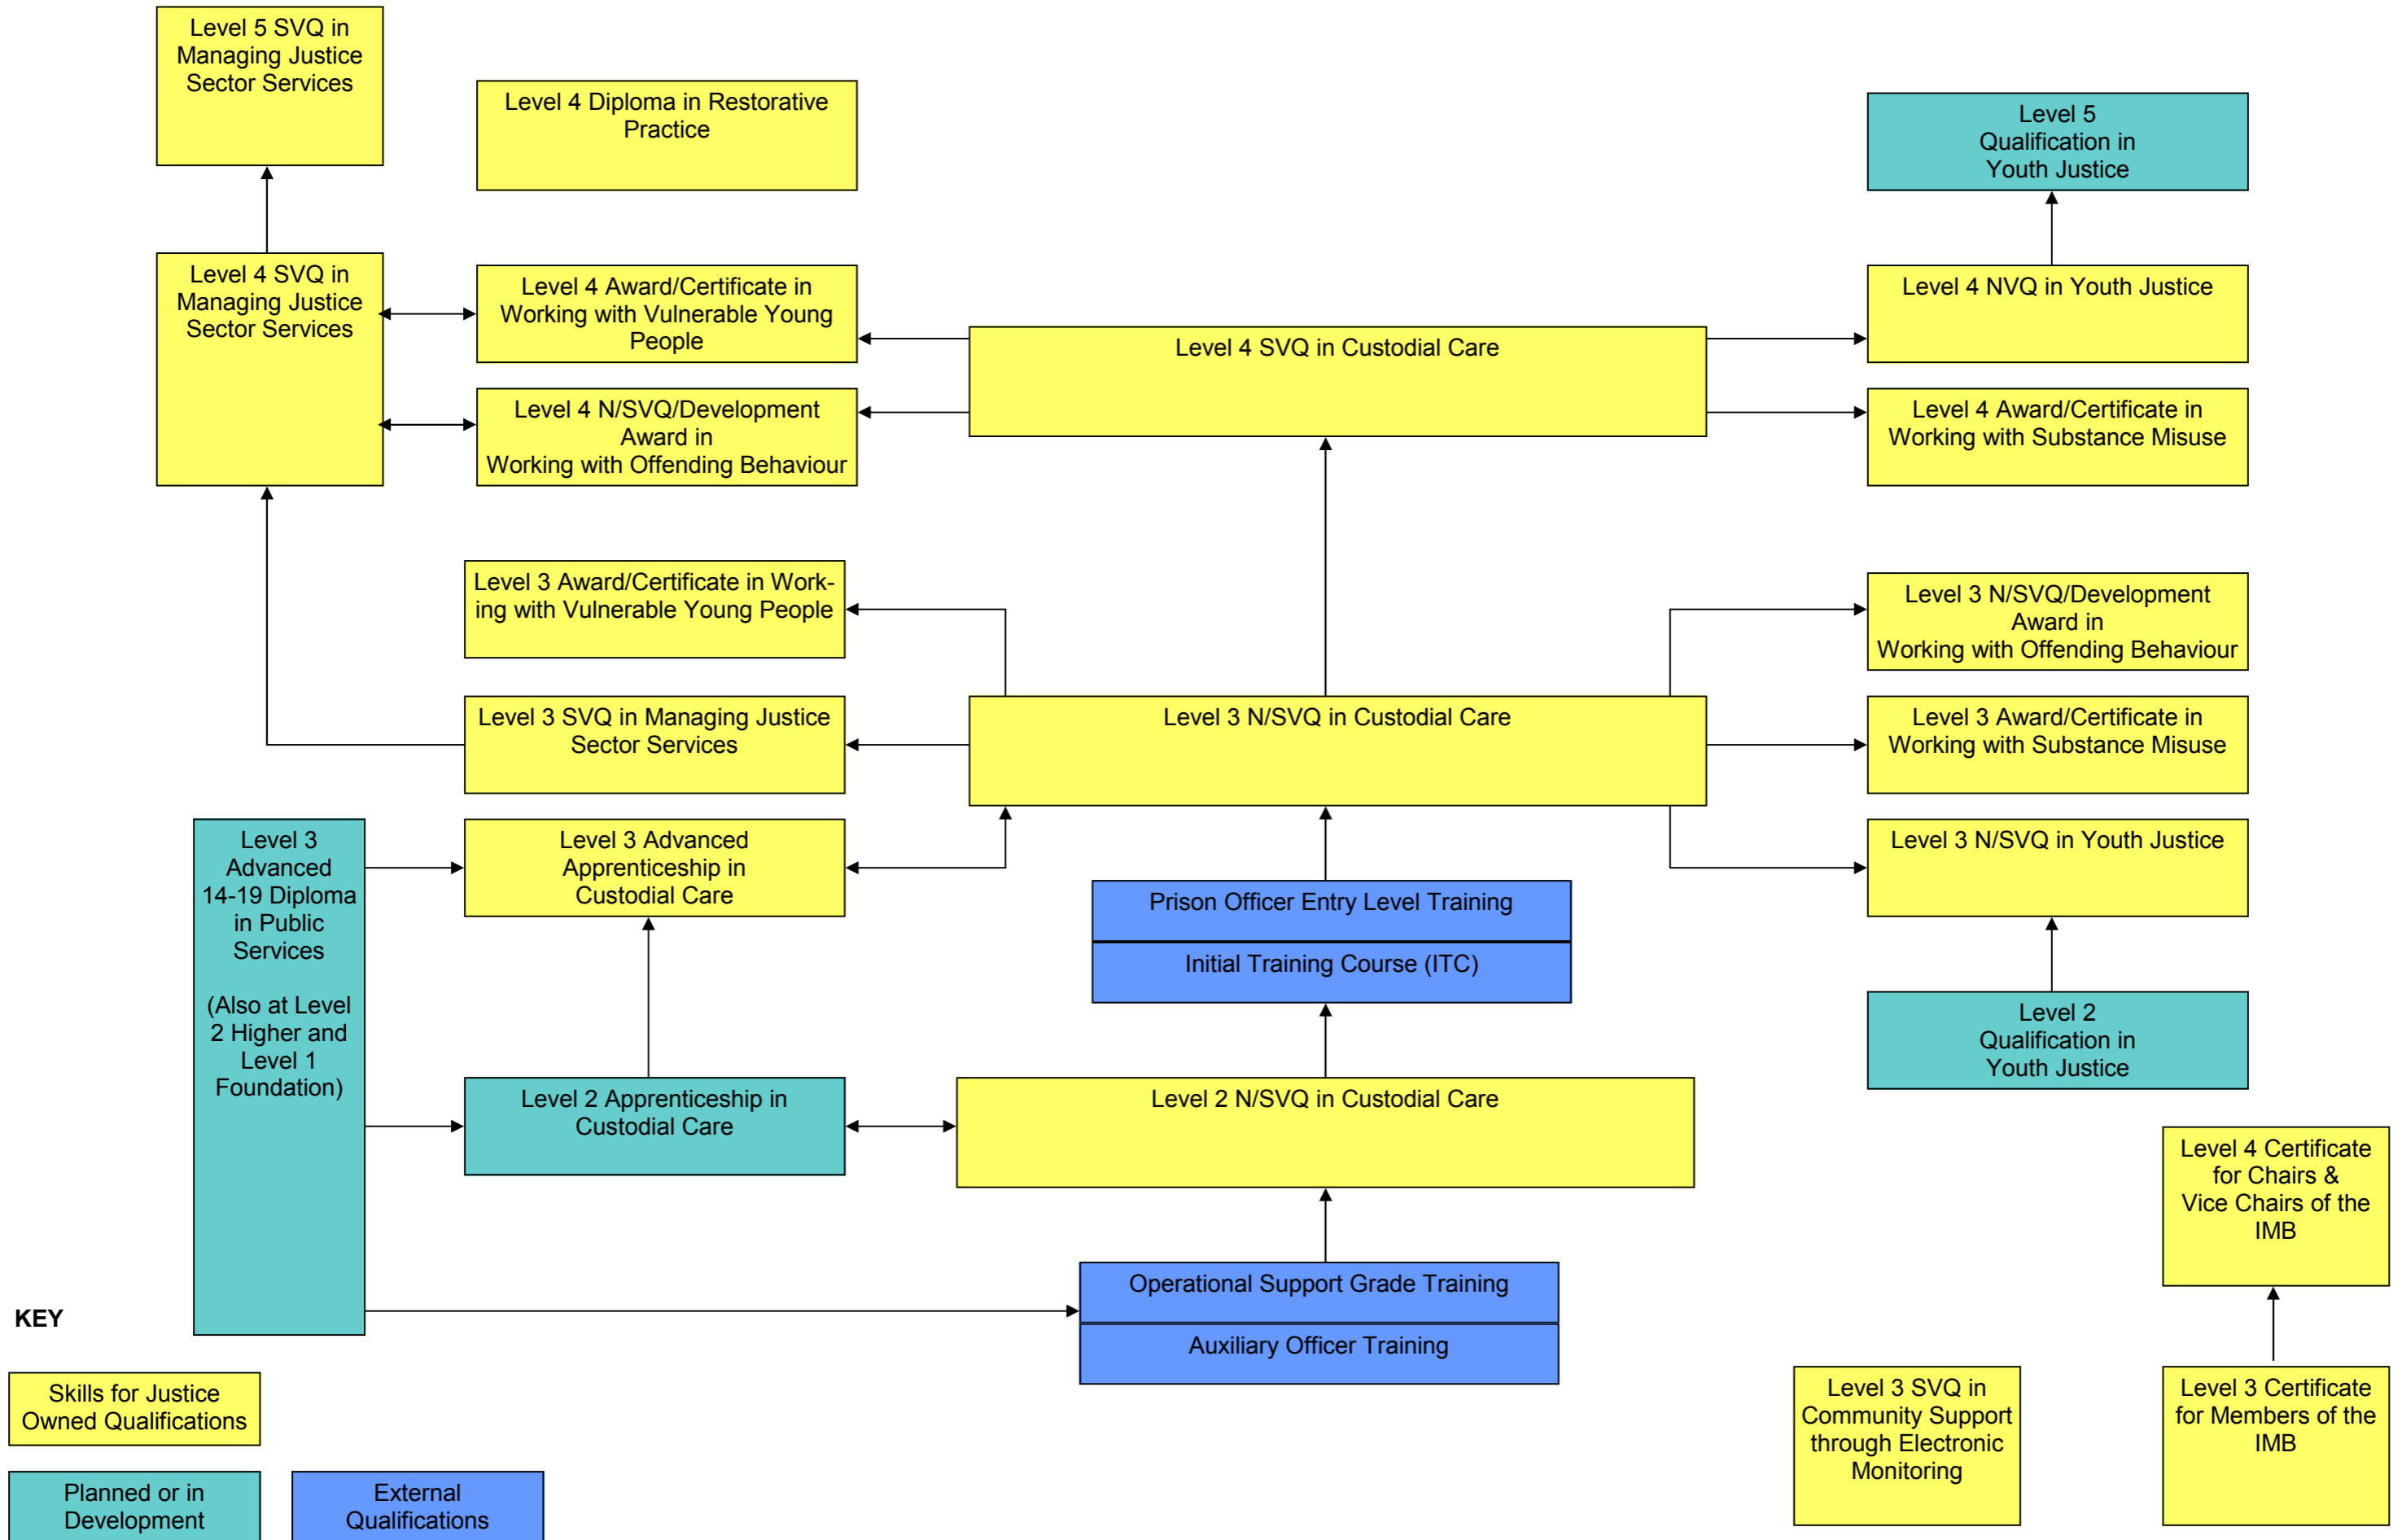 Level 5 SVQ in
Managing Justice
Sector Services
Level 4 Diploma in Restorative
Practice
Level 5
Qualification in
Youth Justice
Level 4 SVQ in
Managing Justice
Sector Services
Level 4 Award/Certificate in
Working with Vulnerable Young
People
Level 4 SVQ in Custodial Care
Level 4 NVQ in Youth Justice
Level 4 N/SVQ/Development
Award in
Working with Offending Behaviour
Level 4 Award/Certificate in
Working with Substance Misuse
Level 3 Award/Certificate in Work-
ing with Vulnerable Young People
Level 3 N/SVQ/Development
Award in
Working with Offending Behaviour
Level 3 SVQ in Managing Justice
Sector Services
Level 3 N/SVQ in Custodial Care
Level 3 Award/Certificate in
Working with Substance Misuse
Level 3
Advanced
14-19 Diploma
in Public
Services
(Also at Level
2 Higher and
Level 1
Foundation)
Level 3 Advanced
Apprenticeship in
Custodial Care
Prison Officer Entry Level Training
Initial Training Course (ITC)
Level 3 N/SVQ in Youth Justice
Level 2
Qualification in
Youth Justice
Level 2 Apprenticeship in
Custodial Care
Level 2 N/SVQ in Custodial Care
Level 4 Certificate
for Chairs &
Vice Chairs of the
IMB
Operational Support Grade Training
Auxiliary Officer Training
Level 3 SVQ in
Community Support
through Electronic
Monitoring
Level 3 Certificate
for Members of the
IMB
KEY
Skills for Justice
Owned Qualifications
Planned or in
Development
External
Qualifications